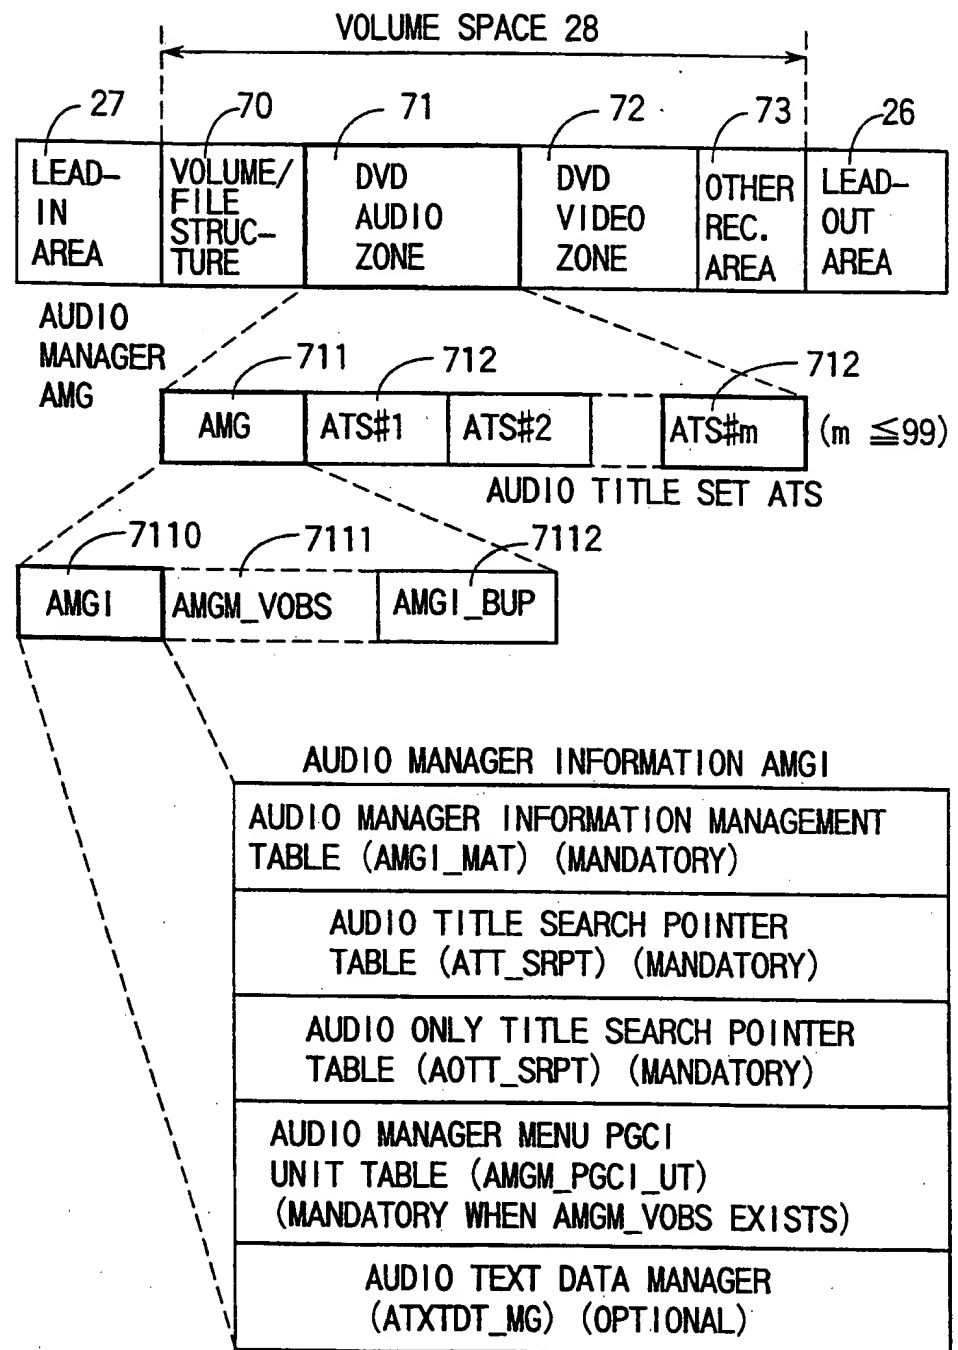 VOLUME SPACE 28
27
70
71
72
73
26
LEAD-
IN
AREA
VOLUME/
FILE
STRUC-
TURE
DVD
AUDIO
ZONE
DVD
VIDEO
ZONE
OTHER
REC.
AREA
LEAD-
OUT
AREA
AUDIO
MANAGER
AMG
711
712
712
AMG
ATS#1
ATS#2
ATS#m
(m ≦99)
AUDIO TITLE SET ATS
7110
7111
7112
AMGI
AMGM_VOBS
AMGI_BUP
AUDIO MANAGER INFORMATION AMGI
AUDIO MANAGER INFORMATION MANAGEMENT
TABLE (AMGI_MAT) (MANDATORY)
AUDIO TITLE SEARCH POINTER
TABLE (ATT_SRPT) (MANDATORY)
AUDIO ONLY TITLE SEARCH POINTER
TABLE (AOTT_SRPT) (MANDATORY)
AUDIO MANAGER MENU PGCI
UNIT TABLE (AMGM_PGCI_UT)
(MANDATORY WHEN AMGM_VOBS EXISTS)
AUDIO TEXT DATA MANAGER
(ATXTDT_MG) (OPTIONAL)